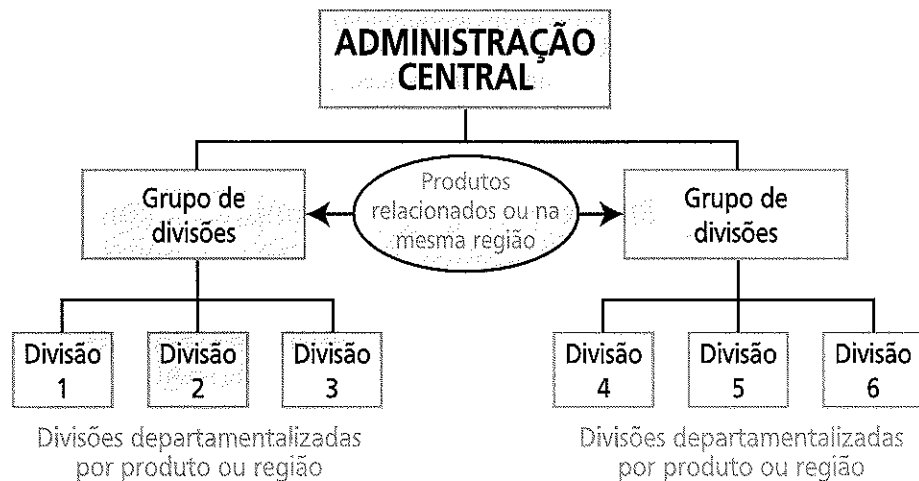 ADMINISTRAÇÃO
CENTRAL
Produtos
relacionados ou na
mesma região
Grupo de
divisões
Grupo de
divisões
Divisão
1
Divisão
2
Divisão
3
Divisão
4
Divisão
5
Divisão
6
Divisões departamentalizadas
por produto ou região
Divisões departamentalizadas
por produto ou região